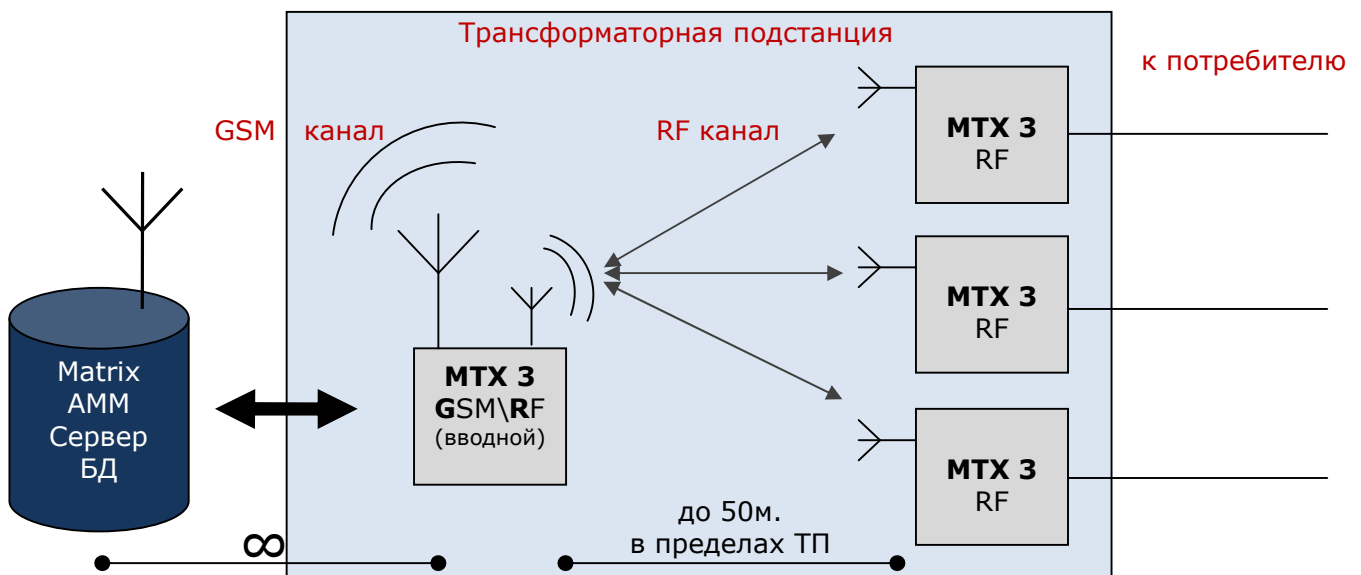 Трансформаторная подстанция
к потребителю
GSM канал
RF канал
MTX 3
RF
MTX 3
RF
MTX 3
RF
Matrix
AMM
Сервер
БД
MTX 3
GSM\RF
(вводной)
до 50м.
в пределах ТП
∞